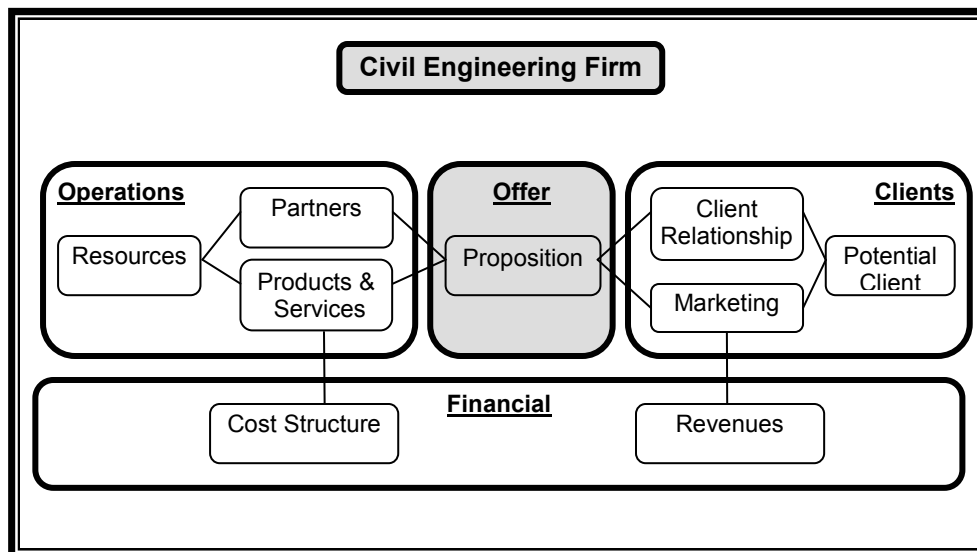 Civil Engineering Firm
Operations
Resources
Partners
Products &
Services
Offer
Proposition
Clients
Client
Relationship
Marketing
Potential
Client
Financial
Cost Structure
Revenues